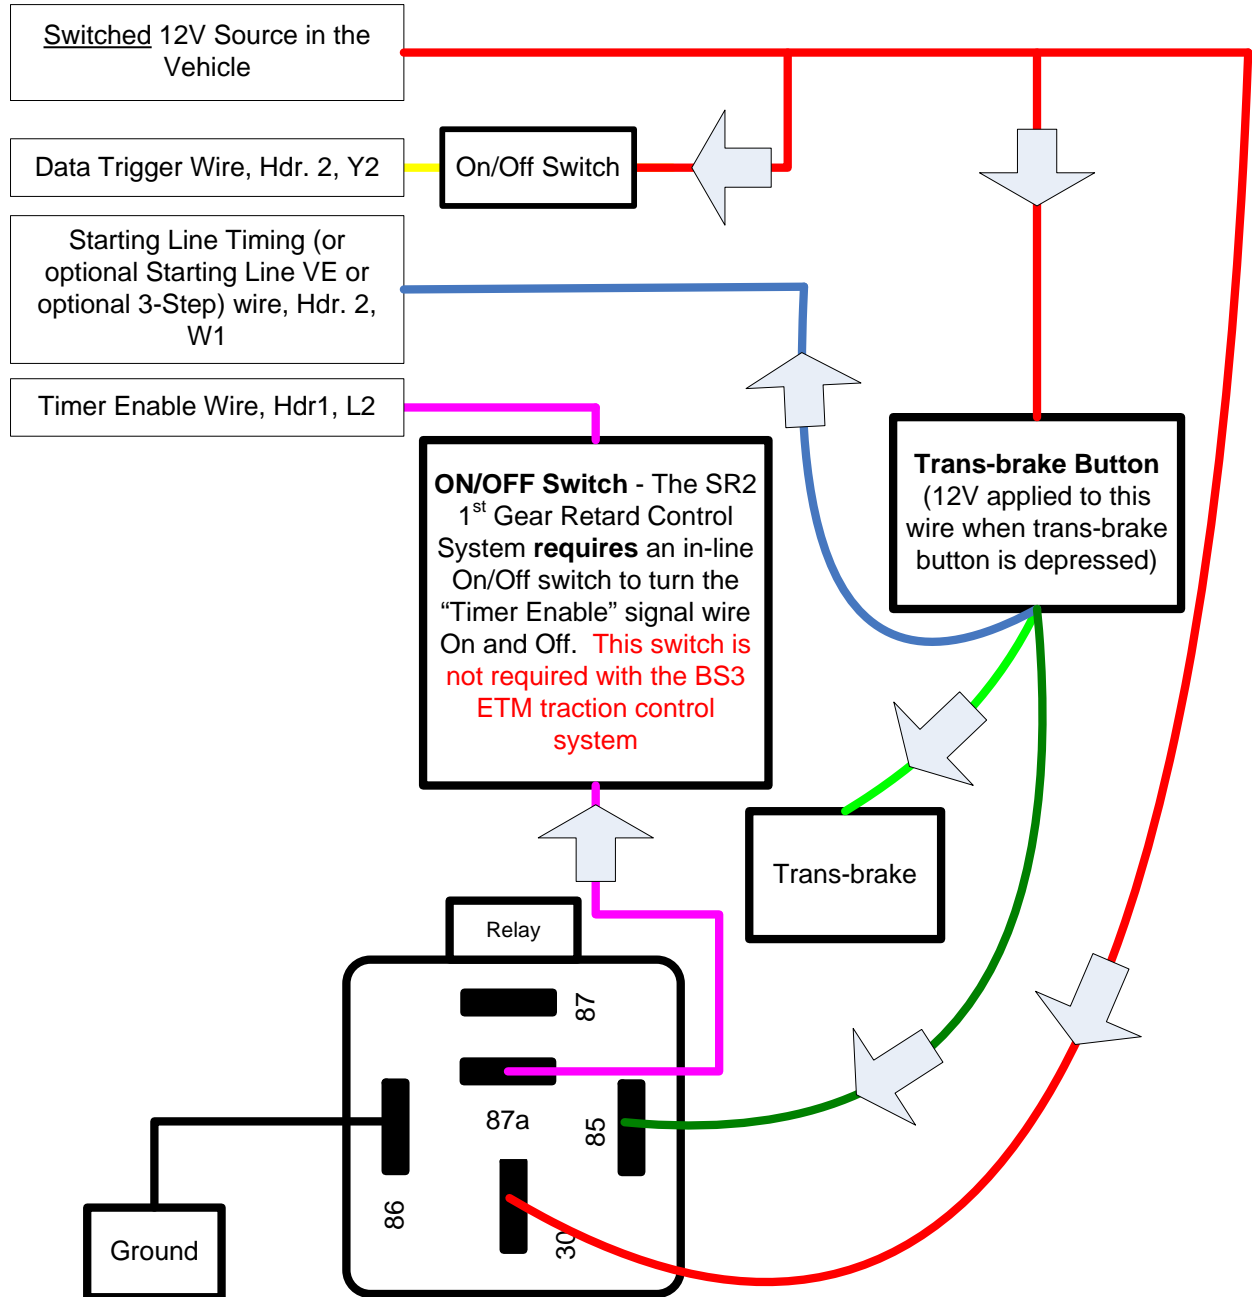 Switched 12V Source in the
Vehicle
Data Trigger Wire, Hdr. 2, Y2
On/Off Switch
Starting Line Timing (or
optional Starting Line VE or
optional 3-Step) wire, Hdr. 2,
W1
Timer Enable Wire, Hdr1, L2
ON/OFF Switch - The SR2
1st Gear Retard Control
System requires an in-line
On/Off switch to turn the
“Timer Enable” signal wire
On and Off. This switch is
not required with the BS3
ETM traction control
system
Trans-brake Button
(12V applied to this
wire when trans-brake
button is depressed)
Trans-brake
Relay
87
87a
85
86
30
Ground